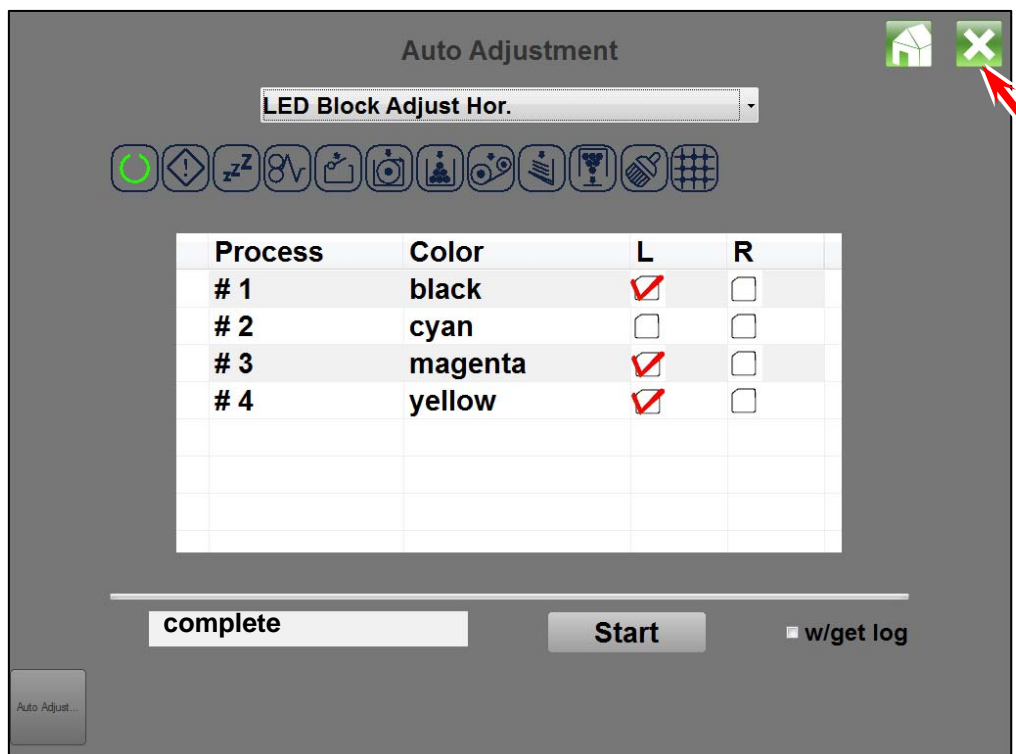 Auto Adjustment
LED Block Adjust Hor.
zzZ
Process Color L R
# 1 black
# 2 cyan
# 3 magenta
# 4 yellow
complete Start w/get log
Auto Adjust...